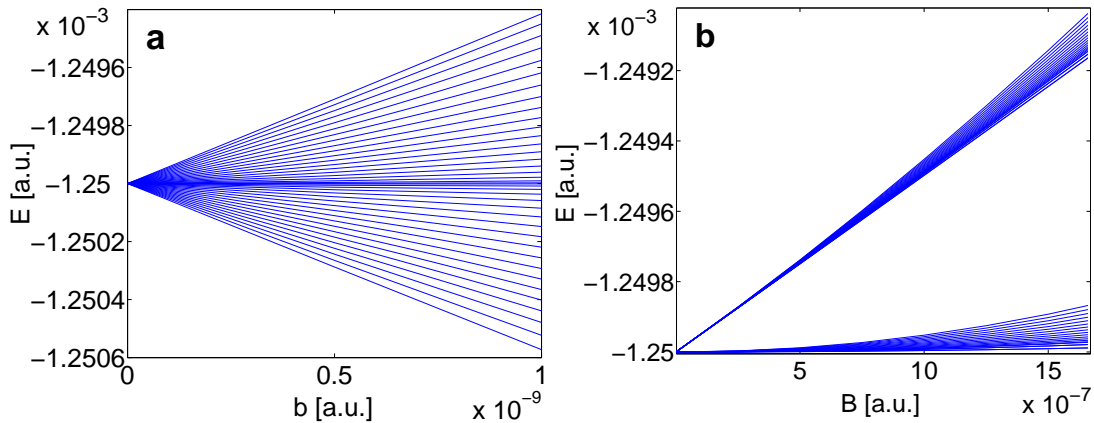 x 10⁻³
a
−1.2496
−1.2498
−1.25
−1.2502
−1.2504
−1.2506
E [a.u.]
0
0.5
1
b [a.u.]
x 10⁻⁹
x 10⁻³
b
−1.2492
−1.2494
−1.2496
−1.2498
−1.25
E [a.u.]
5
10
15
B [a.u.]
x 10⁻⁷